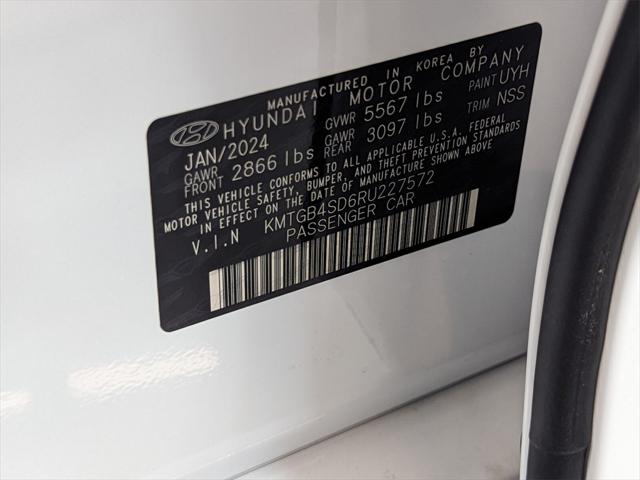 MANUFACTURED IN KOREA BY
HYUNDAI MOTOR COMPANY
JAN/2024 GVWR 5567 lbs PAINT UYH
GAWR FRONT 2866 lbs GAWR REAR 3097 lbs TRIM NSS
THIS VEHICLE CONFORMS TO ALL APPLICABLE U.S.A. FEDERAL
MOTOR VEHICLE SAFETY, BUMPER, AND THEFT PREVENTION STANDARDS
IN EFFECT ON THE DATE OF MANUFACTURE SHOWN ABOVE
V.I.N KMTGB4SD6RU227572
PASSENGER CAR